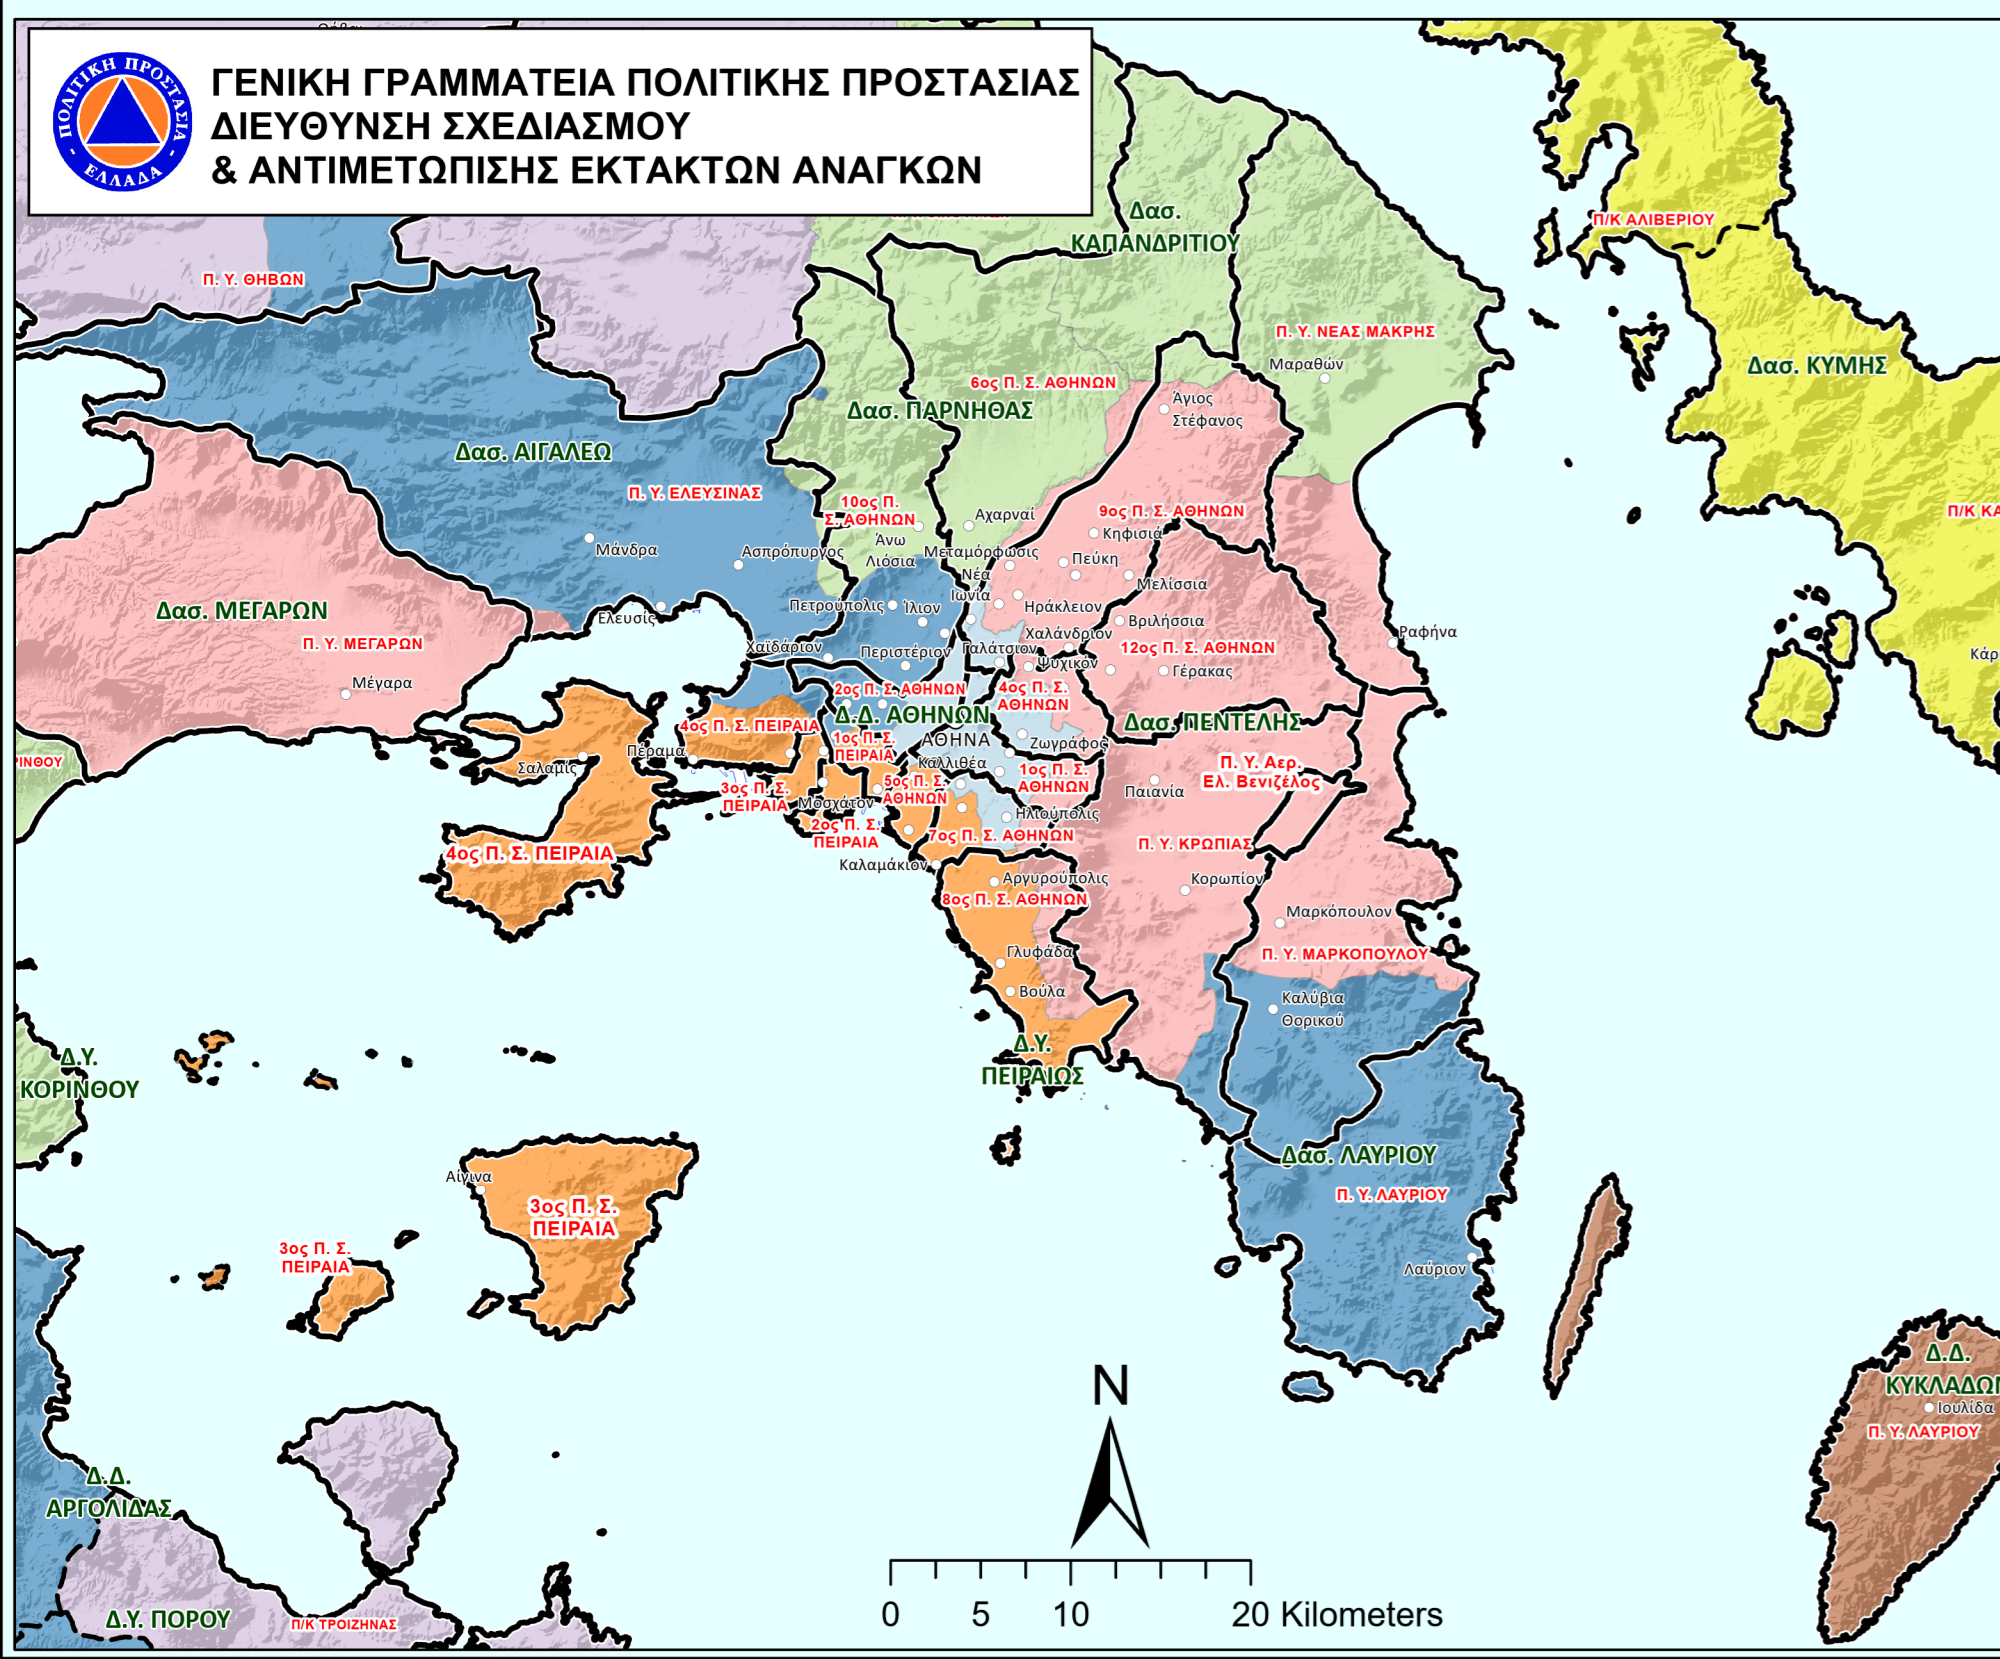 ΠΟΛΙΤΙΚΗ ΠΡΟΣΤΑΣΙΑ
- ΕΛΛΑΔΑ -
ΓΕΝΙΚΗ ΓΡΑΜΜΑΤΕΙΑ ΠΟΛΙΤΙΚΗΣ ΠΡΟΣΤΑΣΙΑΣ
ΔΙΕΥΘΥΝΣΗ ΣΧΕΔΙΑΣΜΟΥ
& ΑΝΤΙΜΕΤΩΠΙΣΗΣ ΕΚΤΑΚΤΩΝ ΑΝΑΓΚΩΝ
Δασ.
ΚΑΠΑΝΔΡΙΤΙΟΥ
Π/Κ ΑΛΙΒΕΡΙΟΥ
Π. Υ. ΘΗΒΩΝ
Π. Υ. ΝΕΑΣ ΜΑΚΡΗΣ
Μαραθών
Δασ. ΚΥΜΗΣ
6ος Π. Σ. ΑΘΗΝΩΝ
Δασ. ΠΑΡΝΗΘΑΣ
Άγιος
Στέφανος
Δασ. ΑΙΓΑΛΕΩ
Π. Υ. ΕΛΕΥΣΙΝΑΣ
10ος Π.
Σ. ΑΘΗΝΩΝ
9ος Π. Σ. ΑΘΗΝΩΝ
Π/Κ ΚΑ
Αχαρναί
Κηφισιά
Άνω
Λιόσια
Μάνδρα
Ασπρόπυργος
Μεταμόρφωσις
Πεύκη
Νέα
Ιωνία
Μελίσσια
Δασ. ΜΕΓΑΡΩΝ
Ελευσίς
Πετρούπολις
Ίλιον
Ηράκλειον
Βριλήσσια
Ραφήνα
Π. Υ. ΜΕΓΑΡΩΝ
Χαϊδάριον
Περιστέριον
Γαλάτσιον
Χαλάνδριον
12ος Π. Σ. ΑΘΗΝΩΝ
Κάρ
Ψυχικόν
Γέρακας
Μέγαρα
2ος Π. Σ. ΑΘΗΝΩΝ
4ος Π. Σ.
ΑΘΗΝΩΝ
Δ.Δ. ΑΘΗΝΩΝ
Δασ. ΠΕΝΤΕΛΗΣ
4ος Π. Σ. ΠΕΙΡΑΙΑ
1ος Π. Σ.
ΠΕΙΡΑΙΑ
ΑΘΗΝΑ
Ζωγράφος
Πέραμα
Σαλαμίς
ΡΙΝΘΟΥ
Καλλιθέα
1ος Π. Σ.
ΑΘΗΝΩΝ
Π. Υ. Αερ.
Ελ. Βενιζέλος
5ος Π. Σ.
ΑΘΗΝΩΝ
3ος Π. Σ.
ΠΕΙΡΑΙΑ
Μοσχάτον
Παιανία
Ηλιούπολις
2ος Π. Σ.
ΠΕΙΡΑΙΑ
7ος Π. Σ. ΑΘΗΝΩΝ
Π. Υ. ΚΡΩΠΙΑΣ
4ος Π. Σ. ΠΕΙΡΑΙΑ
Καλαμάκιον
Αργυρούπολις
Κορωπίον
8ος Π. Σ. ΑΘΗΝΩΝ
Μαρκόπουλον
Γλυφάδα
Π. Υ. ΜΑΡΚΟΠΟΥΛΟΥ
Βούλα
Καλύβια
Θορικού
Δ.Υ.
ΚΟΡΙΝΘΟΥ
Δ.Υ.
ΠΕΙΡΑΙΩΣ
Δασ. ΛΑΥΡΙΟΥ
Π. Υ. ΛΑΥΡΙΟΥ
Αίγινα
3ος Π. Σ.
ΠΕΙΡΑΙΑ
3ος Π. Σ.
ΠΕΙΡΑΙΑ
Λαύριον
Δ.Δ.
ΚΥΚΛΑΔΩΝ
Ιουλίδα
Π. Υ. ΛΑΥΡΙΟΥ
N
Δ.Δ.
ΑΡΓΟΛΙΔΑΣ
Δ.Υ. ΠΟΡΟΥ
Π/Κ ΤΡΟΙΖΗΝΑΣ
0 5 10 20 Kilometers